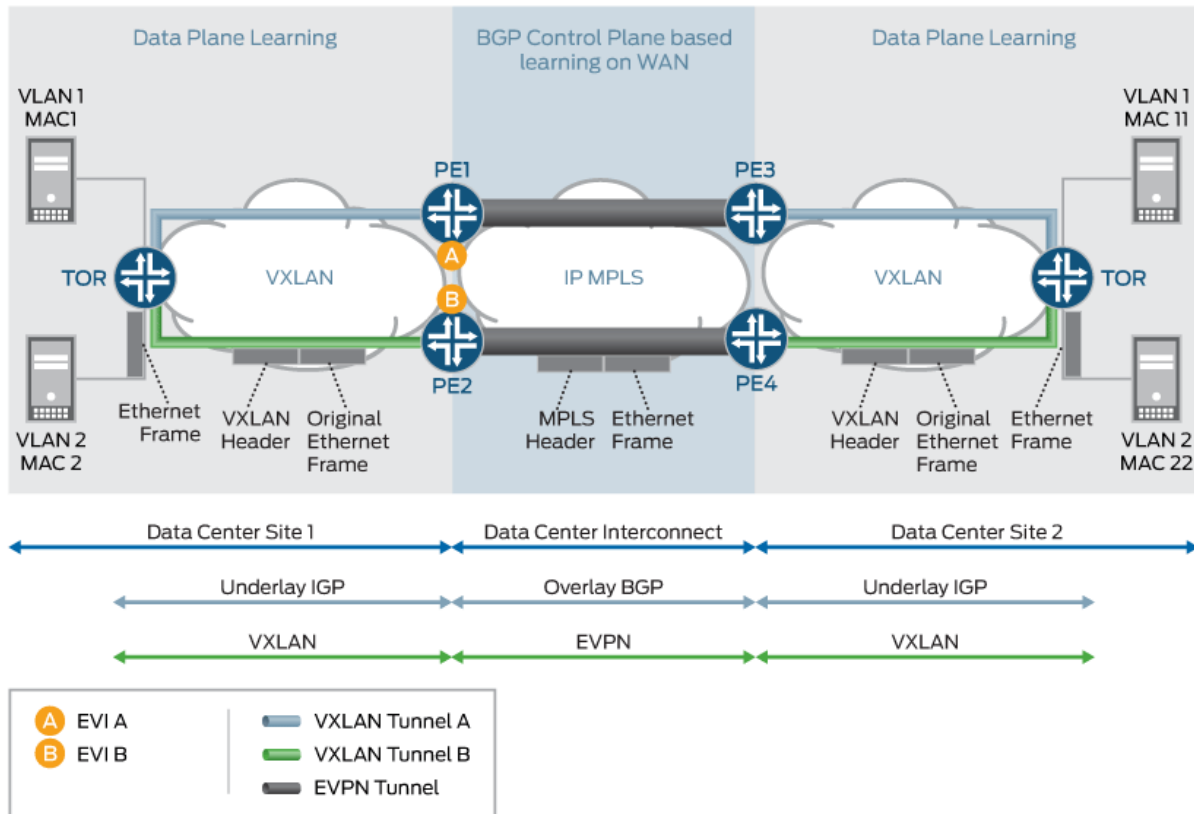 Data Plane Learning
BGP Control Plane based
learning on WAN
Data Plane Learning
VLAN 1
MAC1
VLAN 1
MAC 11
PE1
PE3
A
TOR
VXLAN
IP MPLS
VXLAN
TOR
B
PE2
PE4
Ethernet
Frame
VXLAN
Header
Original
Ethernet
Frame
MPLS
Header
Ethernet
Frame
VXLAN
Header
Original
Ethernet
Frame
Ethernet
Frame
VLAN 2
MAC 2
VLAN 2
MAC 22
Data Center Site 1
Data Center Interconnect
Data Center Site 2
Underlay IGP
Overlay BGP
Underlay IGP
VXLAN
EVPN
VXLAN
A EVI A
B EVI B
VXLAN Tunnel A
VXLAN Tunnel B
EVPN Tunnel